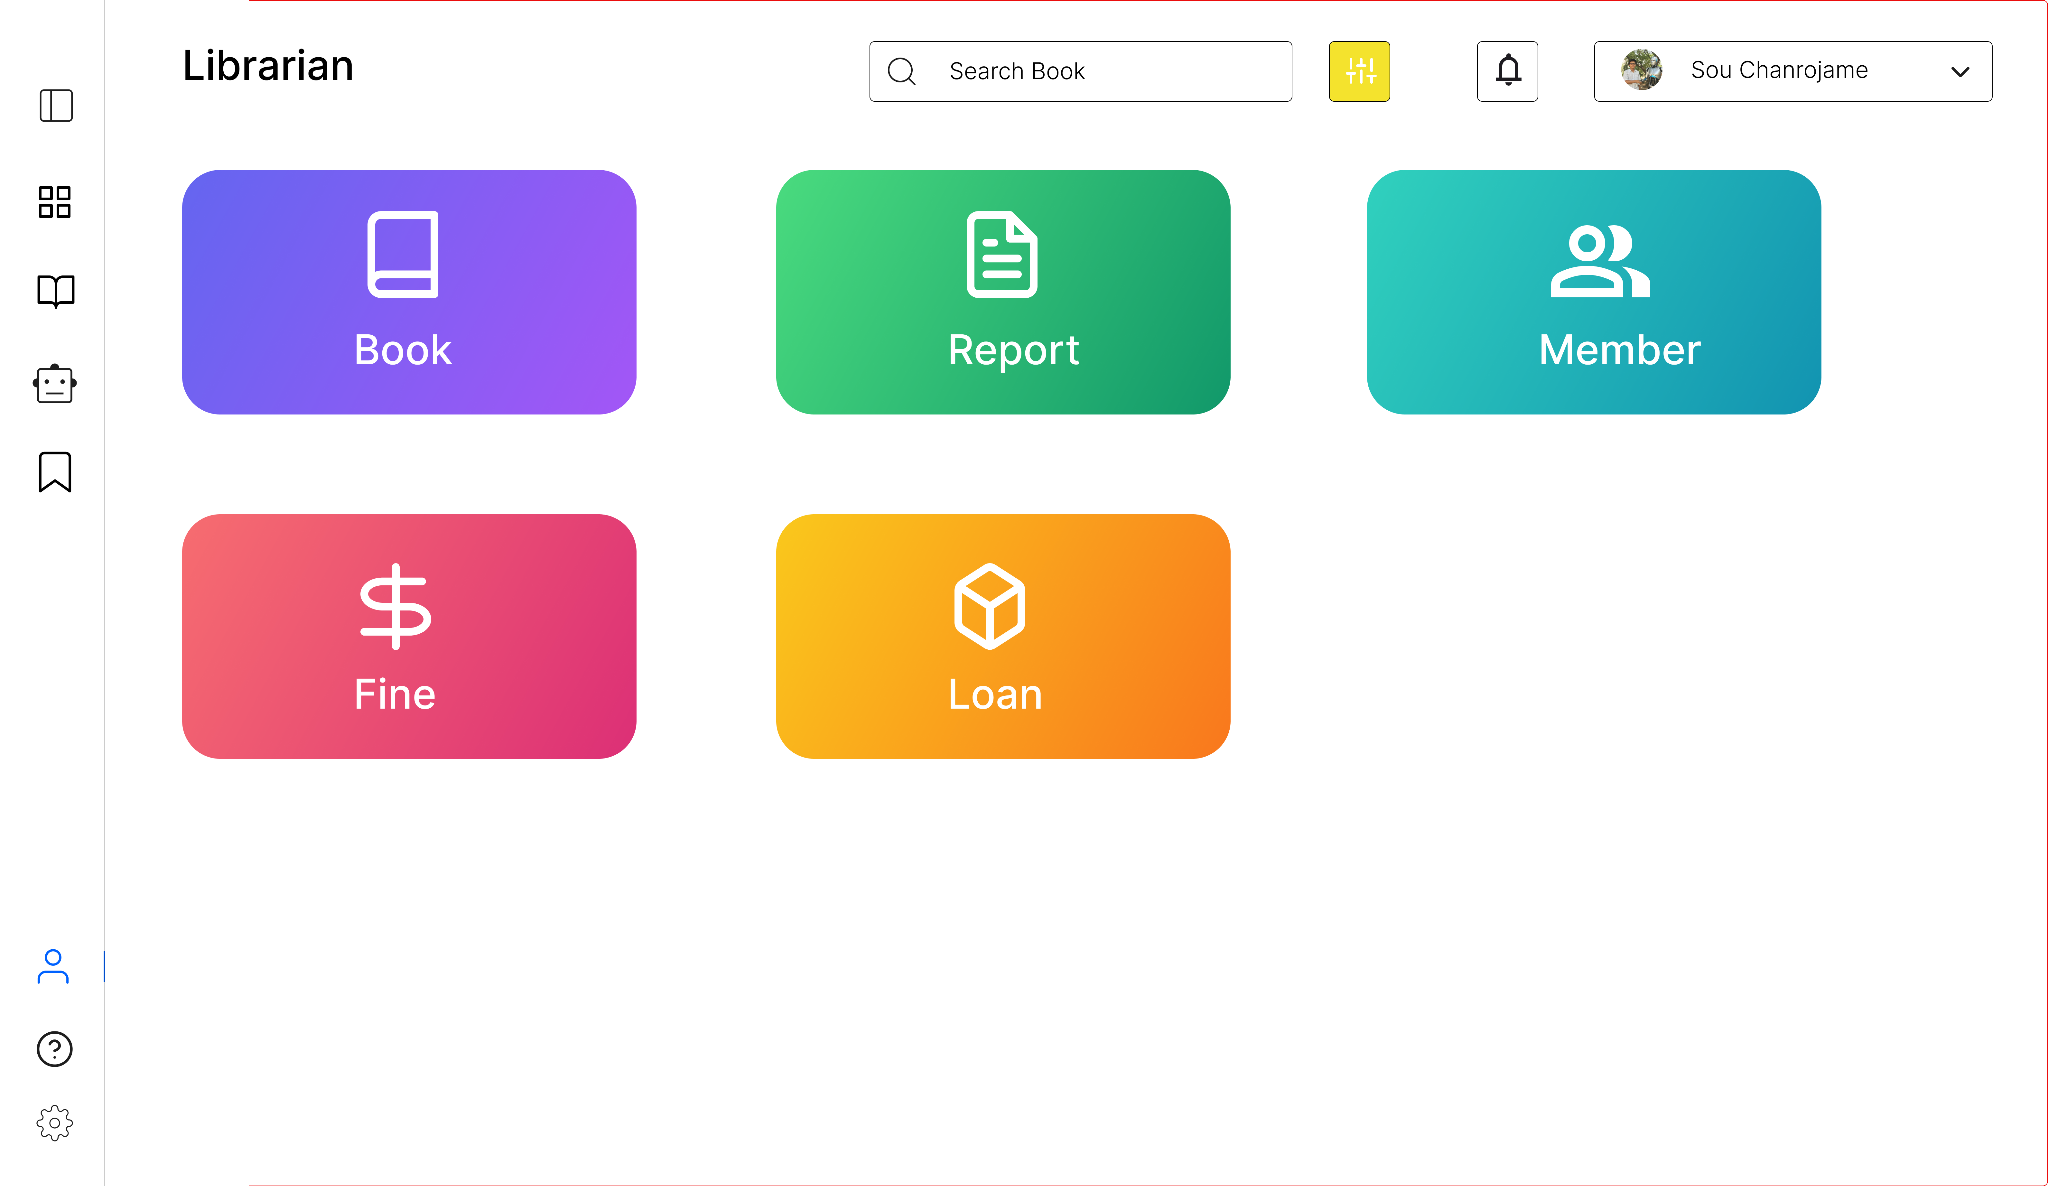 Librarian
Search Book
Sou Chanrojame
Book
Report
Member
Fine
Loan